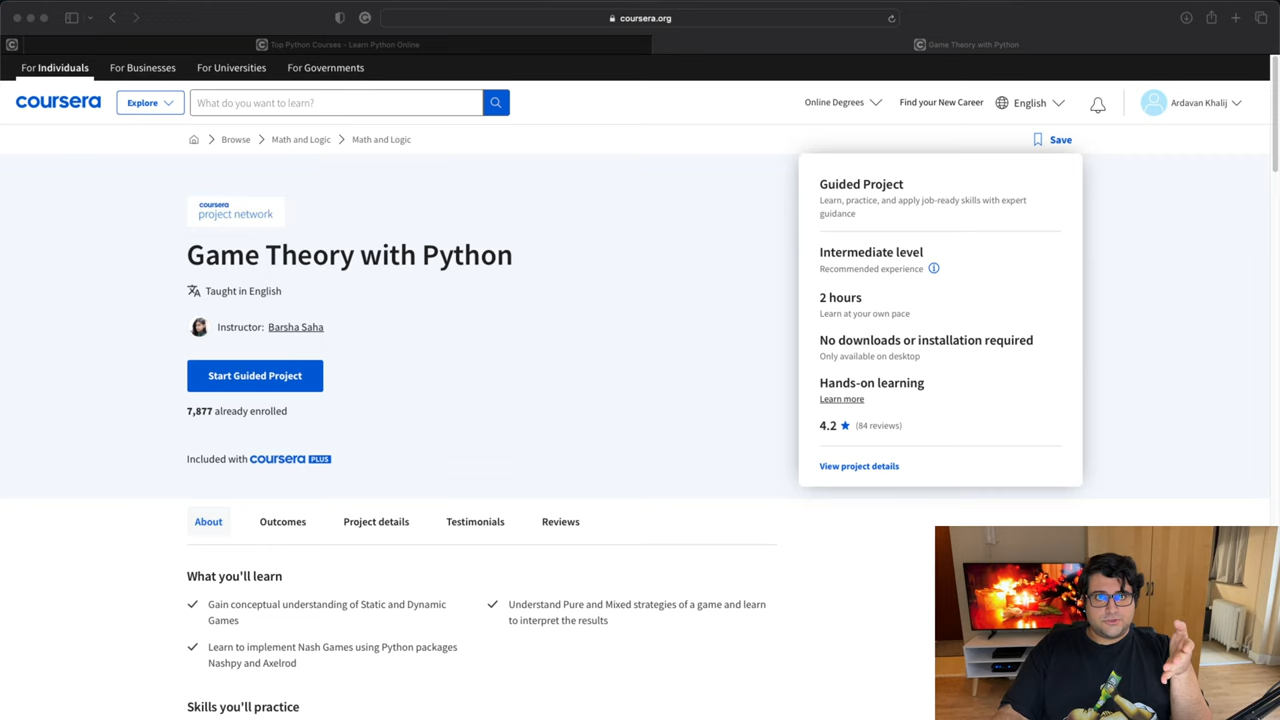 coursera.org
Top Python Courses - Learn Python Online
Game Theory with Python
For Individuals
For Businesses
For Universities
For Governments
coursera
Explore
What do you want to learn?
Online Degrees
Find your New Career
English
Ardavan Khalij
Browse
Math and Logic
Math and Logic
Save
coursera
project network
Game Theory with Python
Taught in English
Instructor: Barsha Saha
Start Guided Project
7,877 already enrolled
Included with coursera PLUS
Guided Project
Learn, practice, and apply job-ready skills with expert
guidance
Intermediate level
Recommended experience
2 hours
Learn at your own pace
No downloads or installation required
Only available on desktop
Hands-on learning
Learn more
4.2 ★ (84 reviews)
View project details
About
Outcomes
Project details
Testimonials
Reviews
What you'll learn
Gain conceptual understanding of Static and Dynamic
Games
Understand Pure and Mixed strategies of a game and learn
to interpret the results
Learn to implement Nash Games using Python packages
Nashpy and Axelrod
Skills you'll practice